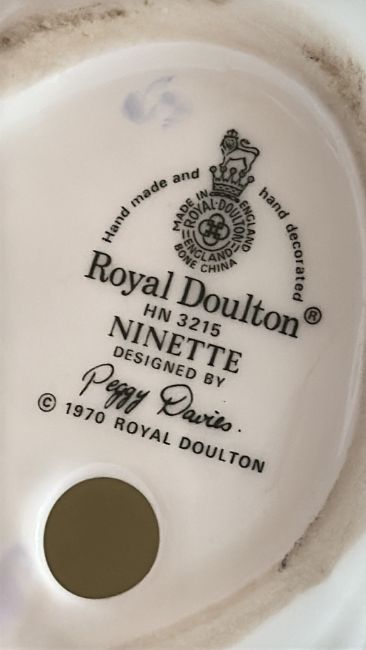 Hand made and hand decorated
MADE IN ENGLAND
ROYAL·DOULTON
ENGLAND
BONE CHINA
Royal Doulton®
HN 3215
NINETTE
DESIGNED BY
Peggy Davies.
© 1970 ROYAL DOULTON